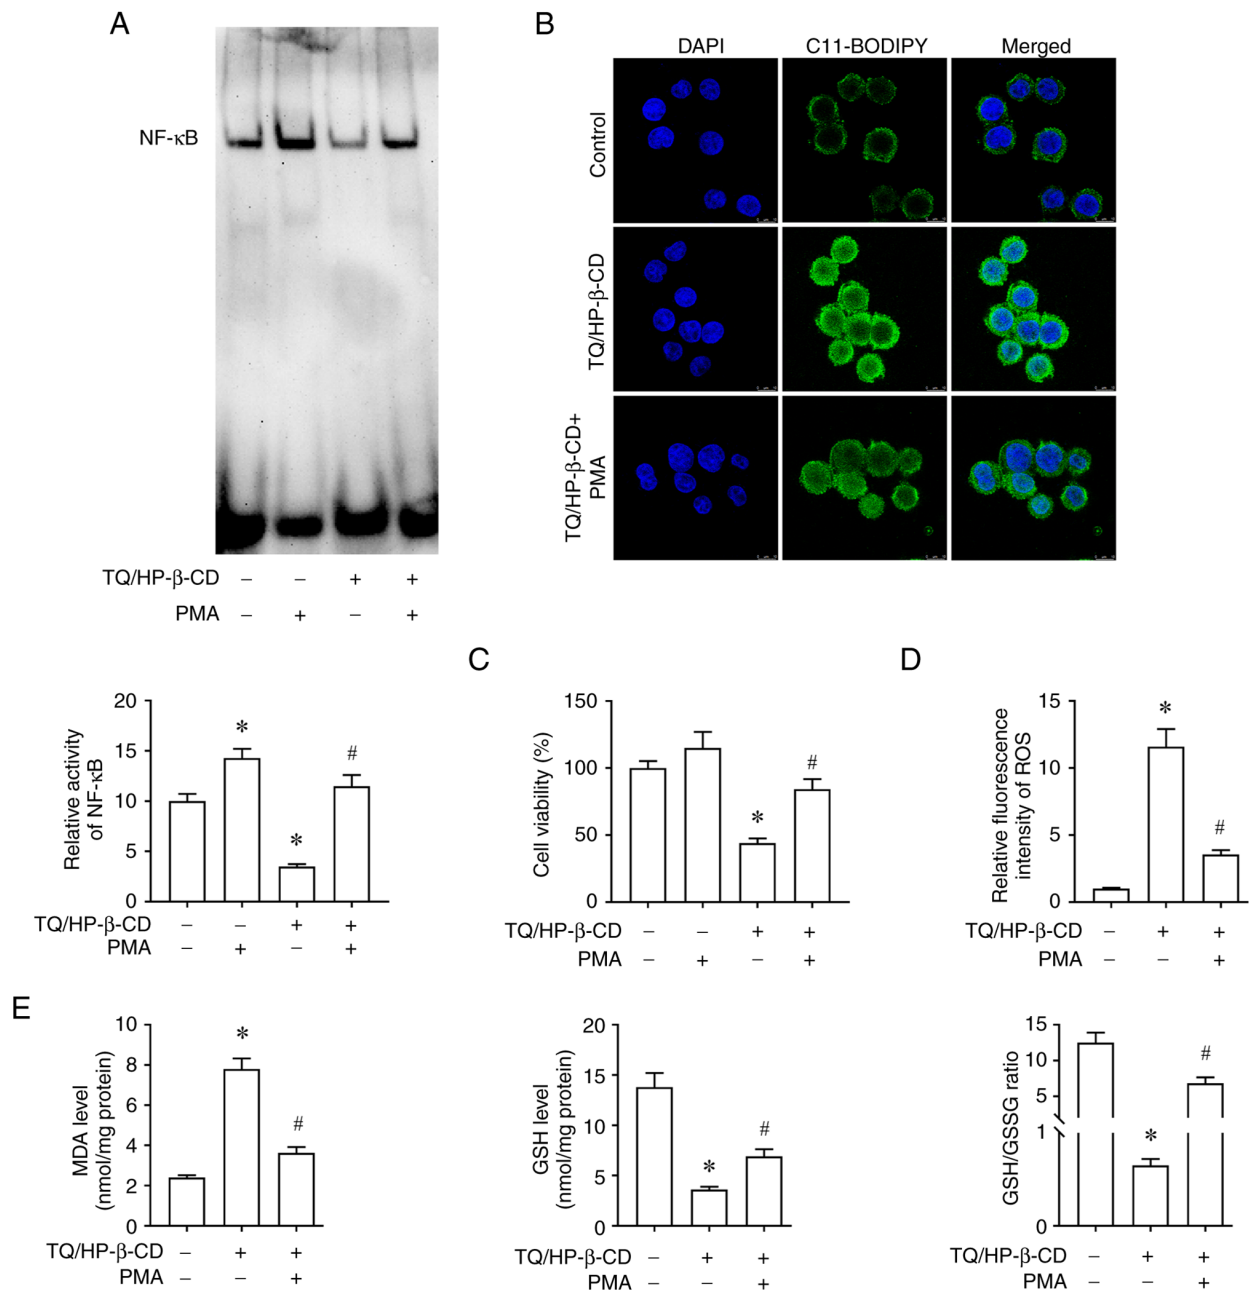 A
NF-κB
TQ/HP-β-CD – – + +
PMA – + – +
B
DAPI C11-BODIPY Merged
Control
TQ/HP-β-CD
TQ/HP-β-CD+
PMA
Relative activity
of NF-κB
20
15
10
5
0
* * #
TQ/HP-β-CD – – + +
PMA – + – +
C
Cell viability (%)
150
100
50
0
* #
TQ/HP-β-CD – – + +
PMA – + – +
D
Relative fluorescence
intensity of ROS
15
10
5
0
* #
TQ/HP-β-CD – + +
PMA – – +
E
MDA level
(nmol/mg protein)
10
8
6
4
2
0
* #
TQ/HP-β-CD – + +
PMA – – +
GSH level
(nmol/mg protein)
20
15
10
5
0
* #
TQ/HP-β-CD – + +
PMA – – +
GSH/GSSG ratio
15
10
5
1
0
* #
TQ/HP-β-CD – + +
PMA – – +